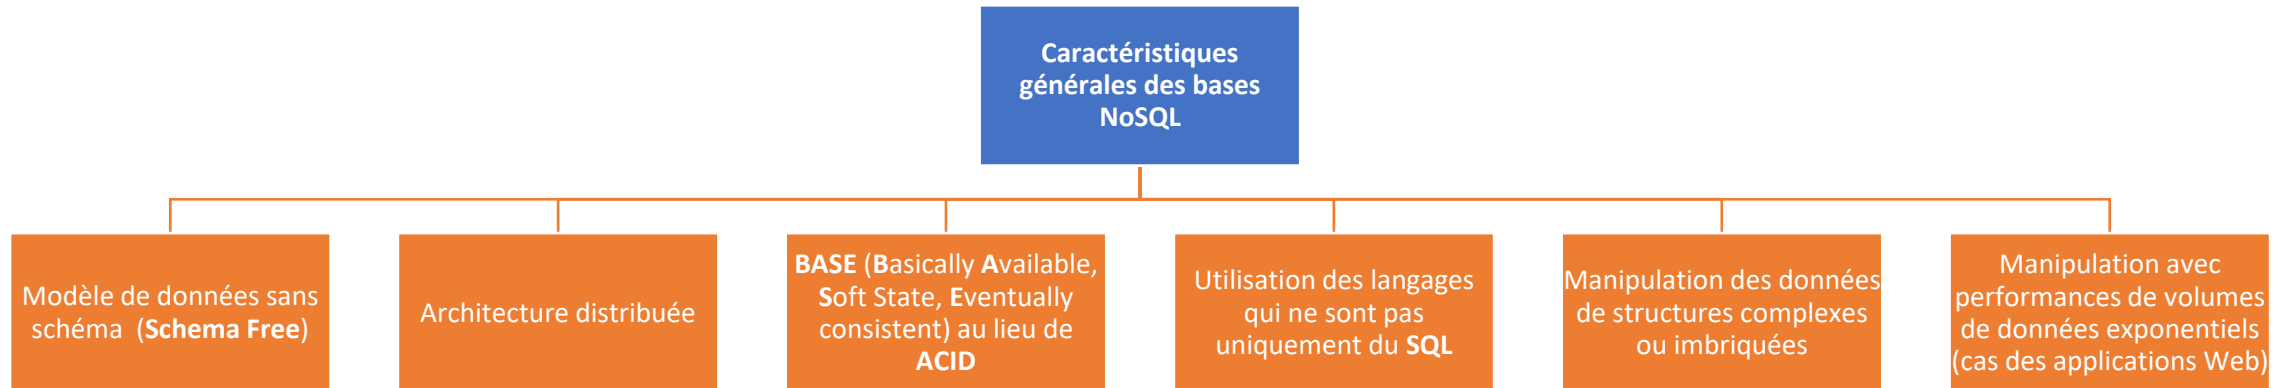 Caractéristiques
générales des bases
NoSQL
Modèle de données sans
schéma (Schema Free)
Architecture distribuée
BASE (Basically Available,
Soft State, Eventually
consistent) au lieu de
ACID
Utilisation des langages
qui ne sont pas
uniquement du SQL
Manipulation des données
de structures complexes
ou imbriquées
Manipulation avec
performances de volumes
de données exponentiels
(cas des applications Web)